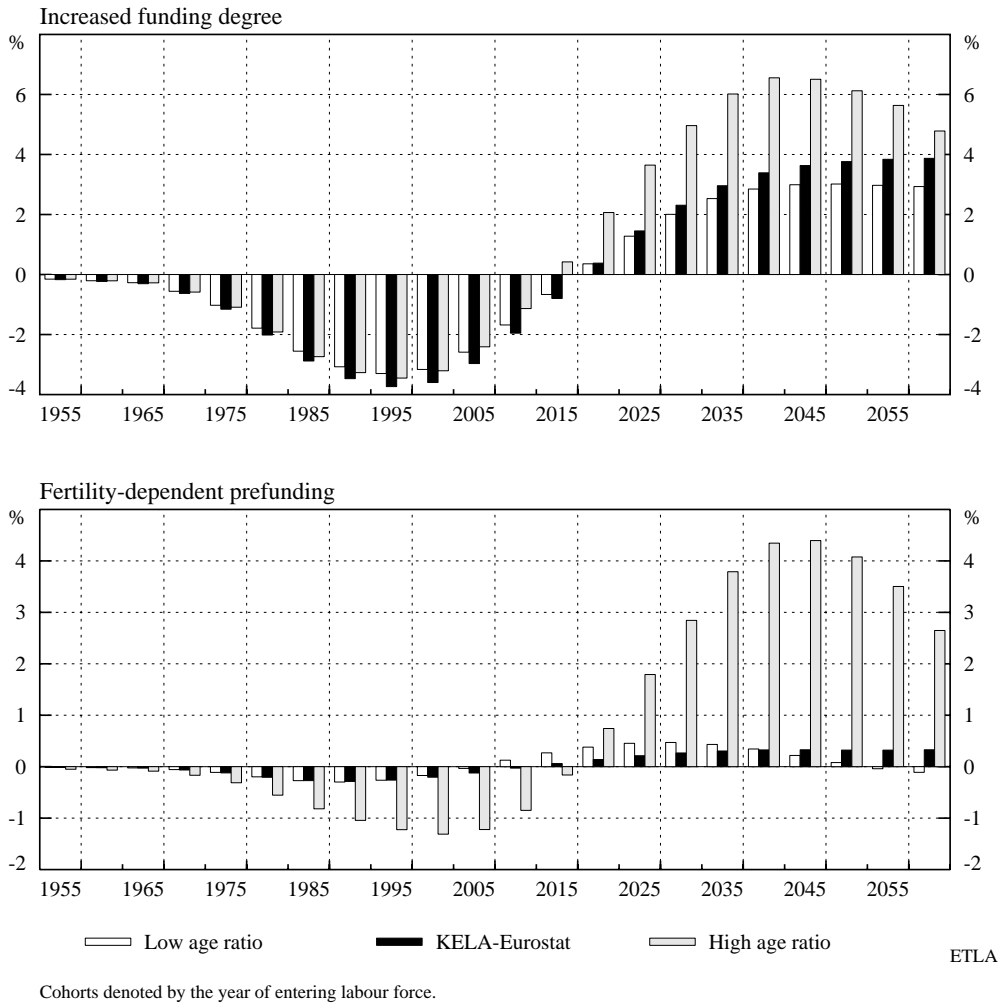 Increased funding degree
% %
6 6
4 4
2 2
0 0
-2 -2
-4 -4
1955 1965 1975 1985 1995 2005 2015 2025 2035 2045 2055
Fertility-dependent prefunding
% %
4 4
3 3
2 2
1 1
0 0
-1 -1
-2 -2
1955 1965 1975 1985 1995 2005 2015 2025 2035 2045 2055
Low age ratio KELA-Eurostat High age ratio
ETLA
Cohorts denoted by the year of entering labour force.